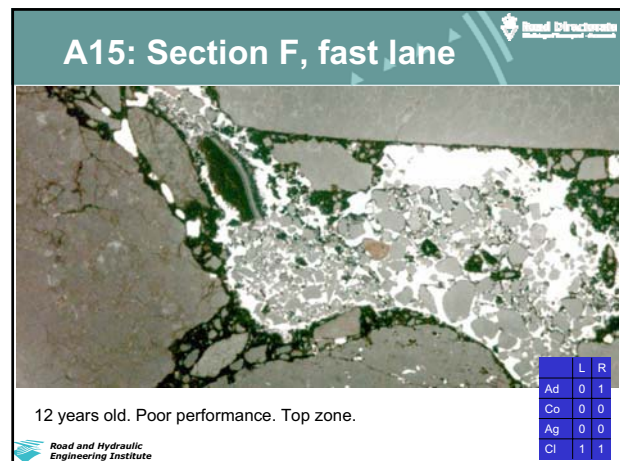 Road Directorate
A15: Section F, fast lane
L R
Ad 0 1
Co 0 0
Ag 0 0
Cl 1 1
12 years old. Poor performance. Top zone.
Road and Hydraulic
Engineering Institute